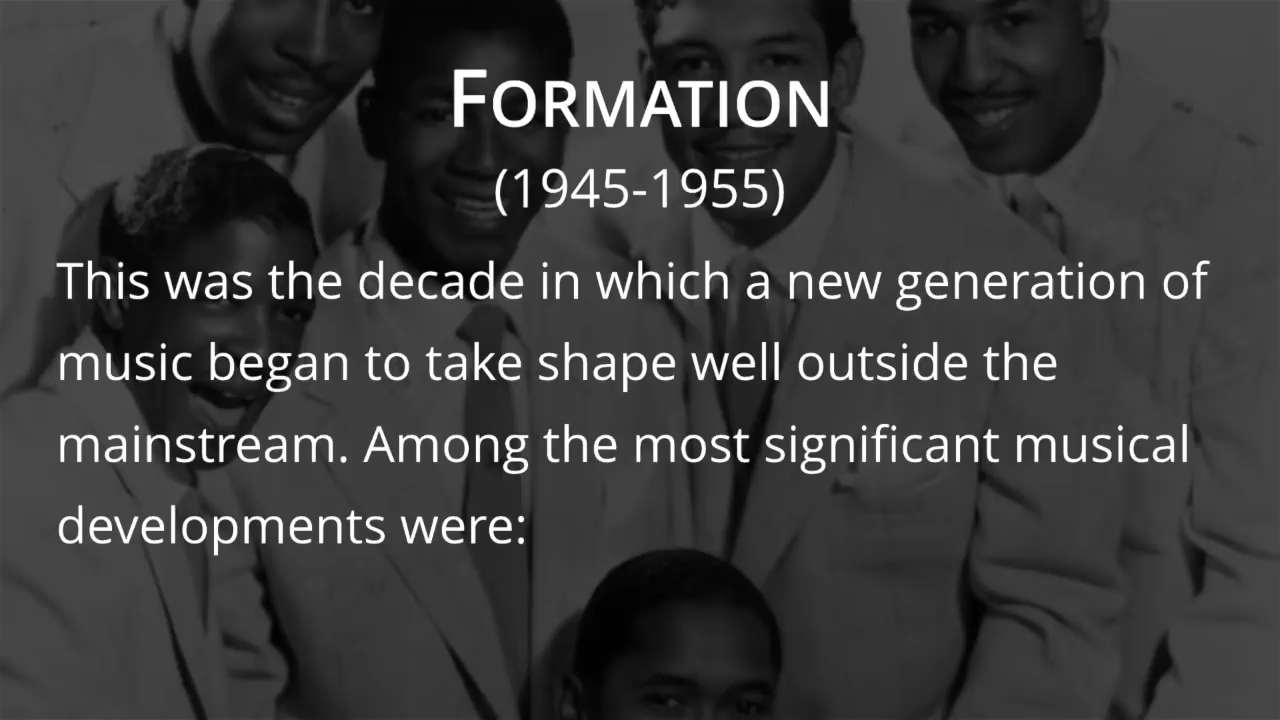 FORMATION
(1945-1955)
This was the decade in which a new generation of
music began to take shape well outside the
mainstream. Among the most significant musical
developments were: